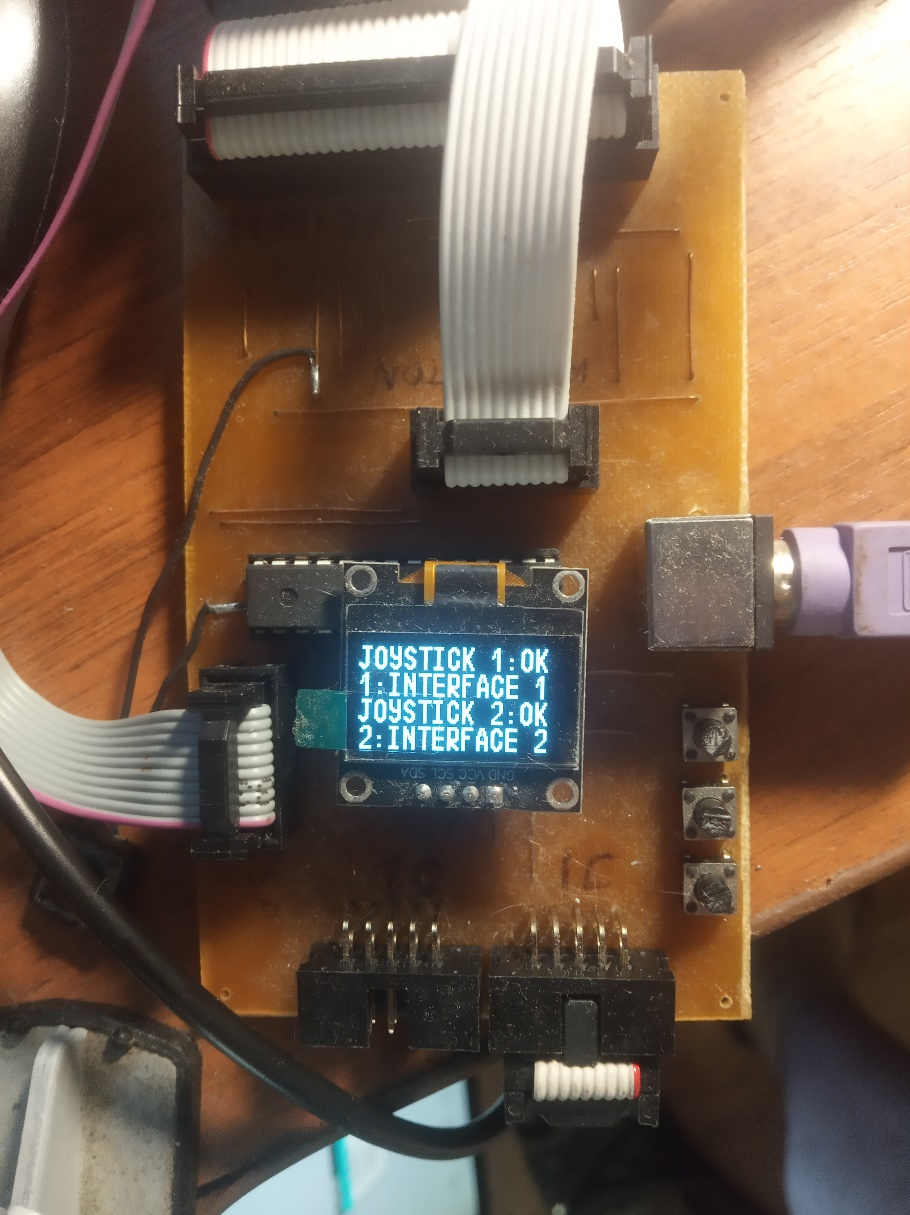 JOYSTICK 1:OK
1:INTERFACE 1
JOYSTICK 2:OK
2:INTERFACE 2
GND VCC SCL SDA